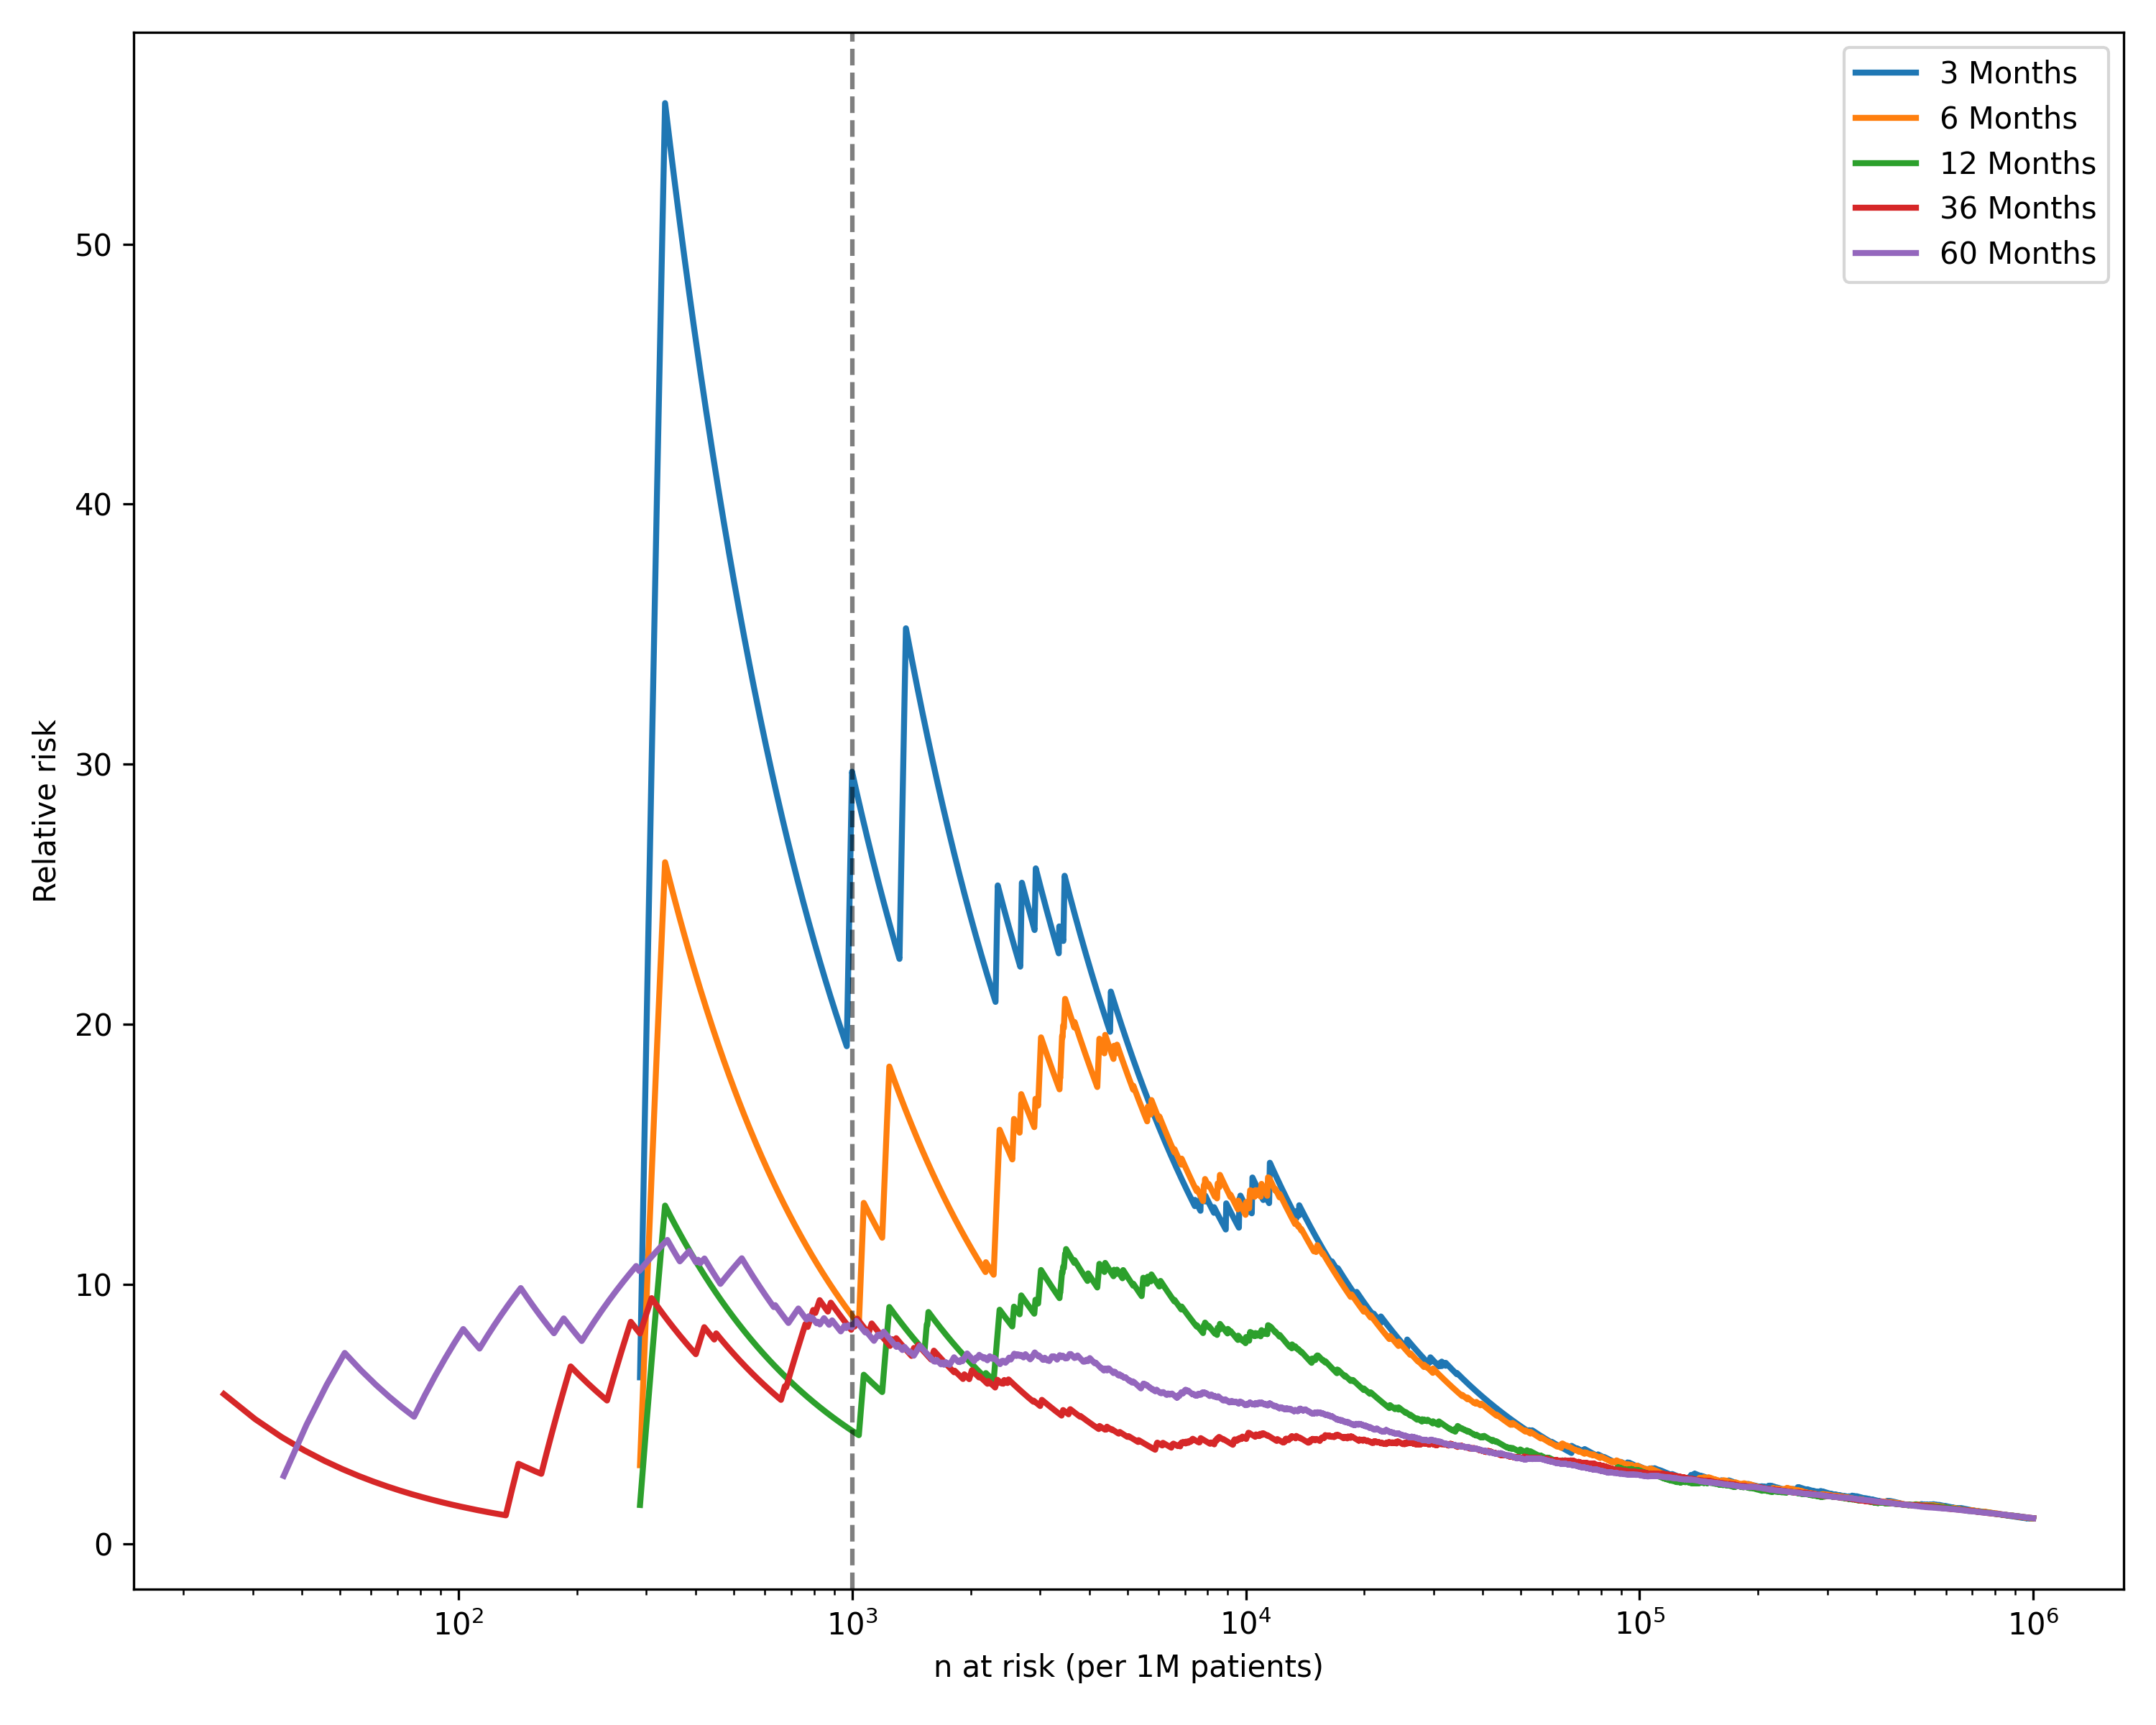 3 Months
6 Months
12 Months
36 Months
60 Months
50
40
30
20
10
0
Relative risk
10²
10³
10⁴
10⁵
10⁶
n at risk (per 1M patients)